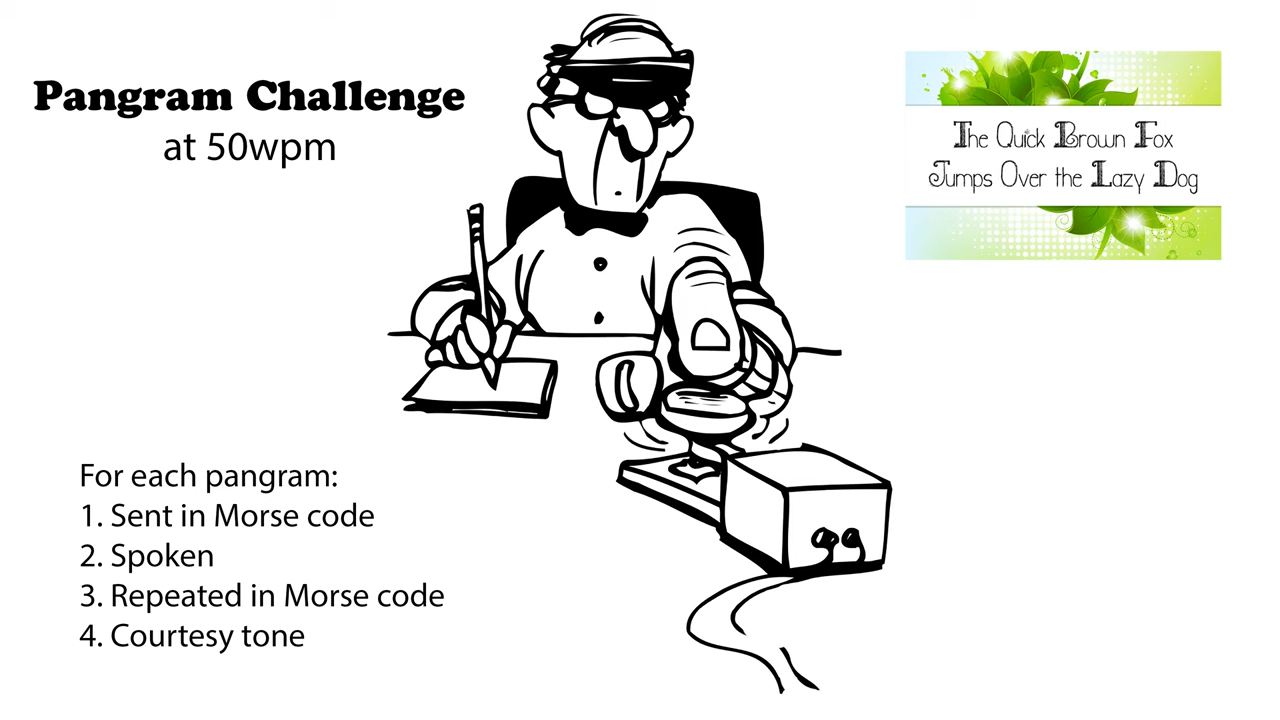 Pangram Challenge
at 50wpm
The Quick Brown Fox
Jumps Over the Lazy Dog
For each pangram:
1. Sent in Morse code
2. Spoken
3. Repeated in Morse code
4. Courtesy tone